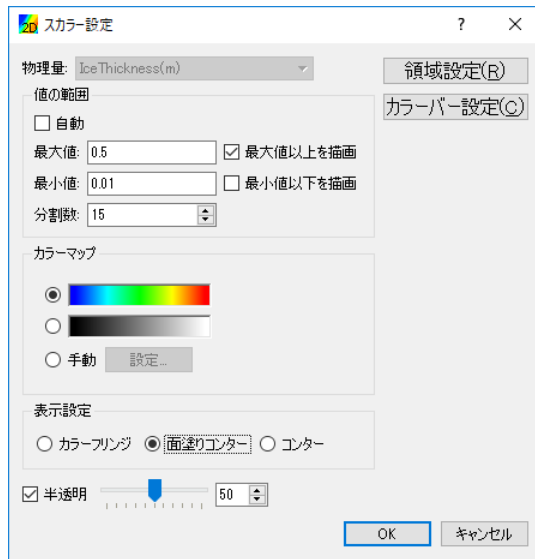 2D スカラー設定 ? ×
物理量: IceThickness(m)
領域設定(R)
カラーバー設定(C)
値の範囲
自動
最大値: 0.5 最大値以上を描画
最小値: 0.01 最小値以下を描画
分割数: 15
カラーマップ
手動 設定...
表示設定
カラーフリンジ 面塗りコンター コンター
半透明 50
OK キャンセル